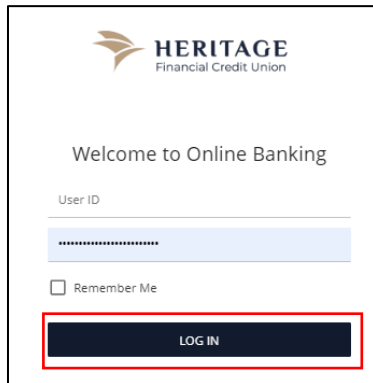 HERITAGE
Financial Credit Union
Welcome to Online Banking
User ID
Remember Me
LOG IN